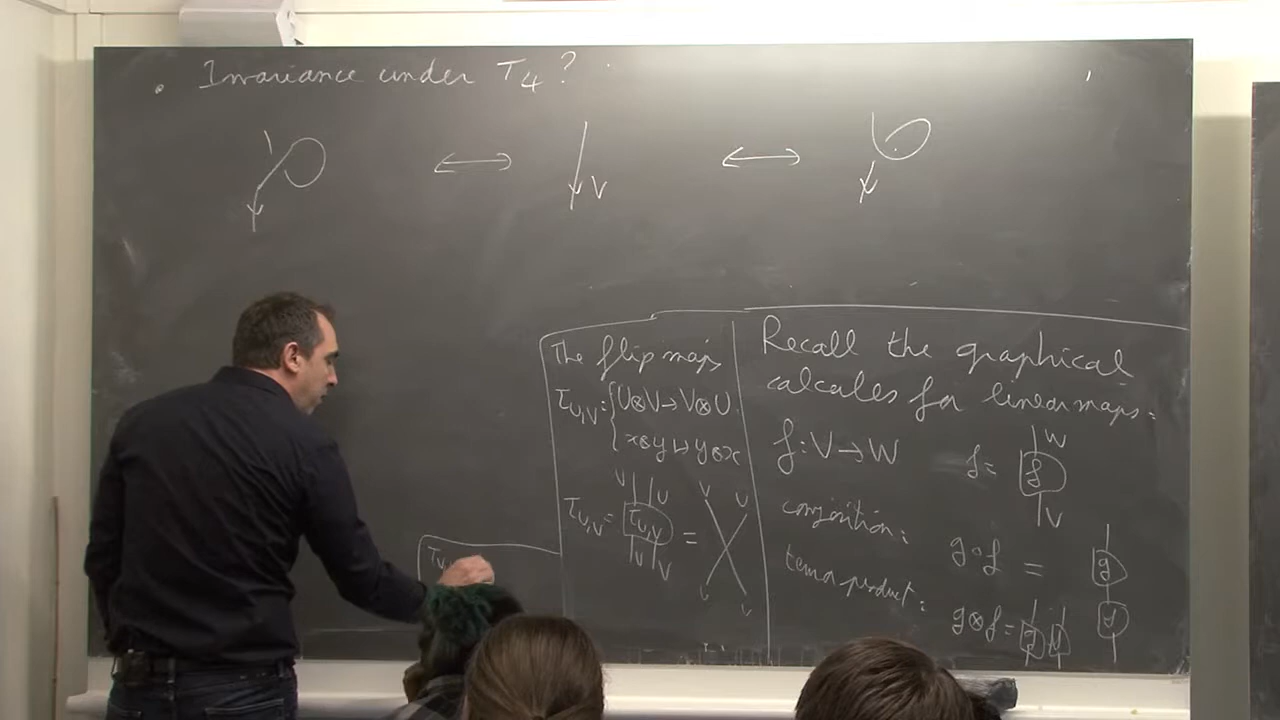 . Invariance under T4?
V
The flip maps
τU,V: { U⊗V→V⊗U
x⊗y ↦ y⊗x
V U
τU,V = τU,V =
V U
Recall the graphical
calculus for linear maps:
f: V → W
f = f
W
V
composition:
g∘f = g f
tensor product:
g⊗f = g f